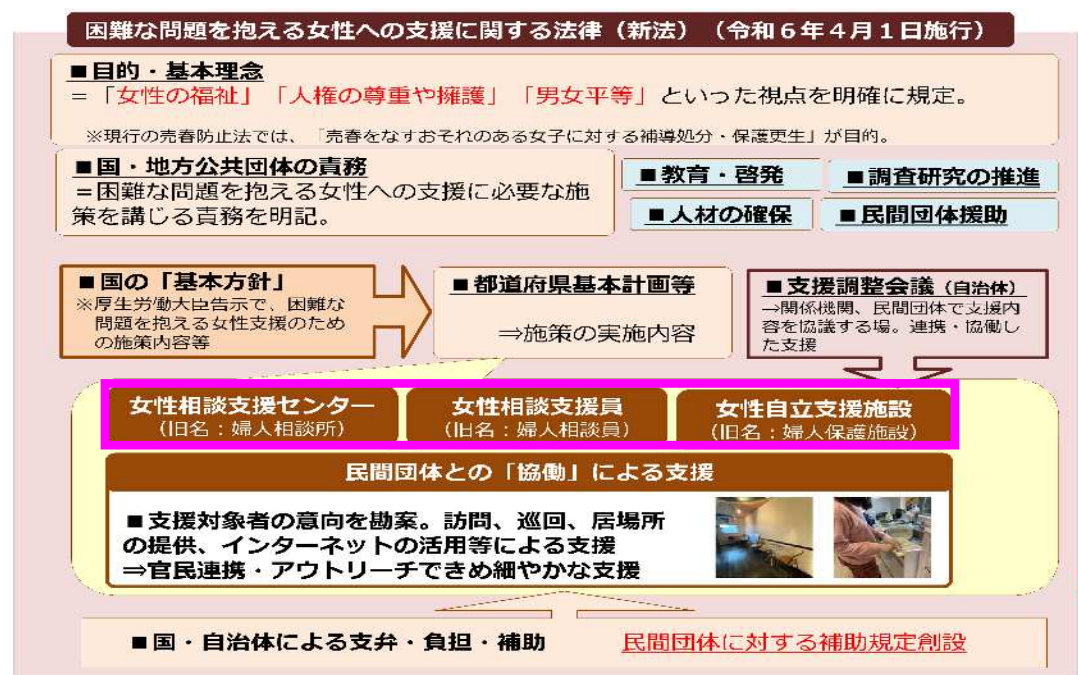 困難な問題を抱える女性への支援に関する法律（新法）（令和６年４月１日施行）
■目的・基本理念
＝「女性の福祉」「人権の尊重や擁護」「男女平等」といった視点を明確に規定。
※現行の売春防止法では、「売春をなすおそれのある女子に対する補導処分・保護更生」が目的。
■国・地方公共団体の責務
＝困難な問題を抱える女性への支援に必要な施
策を講じる責務を明記。
■教育・啓発
■調査研究の推進
■人材の確保
■民間団体援助
■国の「基本方針」
※厚生労働大臣告示で、困難な
問題を抱える女性支援のため
の施策内容等
■都道府県基本計画等
⇒施策の実施内容
■支援調整会議（自治体）
→関係機関、民間団体で支援内
容を協議する場。連携・協働し
た支援
女性相談支援センター
（旧名：婦人相談所）
女性相談支援員
（旧名：婦人相談員）
女性自立支援施設
（旧名：婦人保護施設）
民間団体との「協働」による支援
■支援対象者の意向を勘案。訪問、巡回、居場所
の提供、インターネットの活用等による支援
⇒官民連携・アウトリーチできめ細やかな支援
■国・自治体による支弁・負担・補助
民間団体に対する補助規定創設